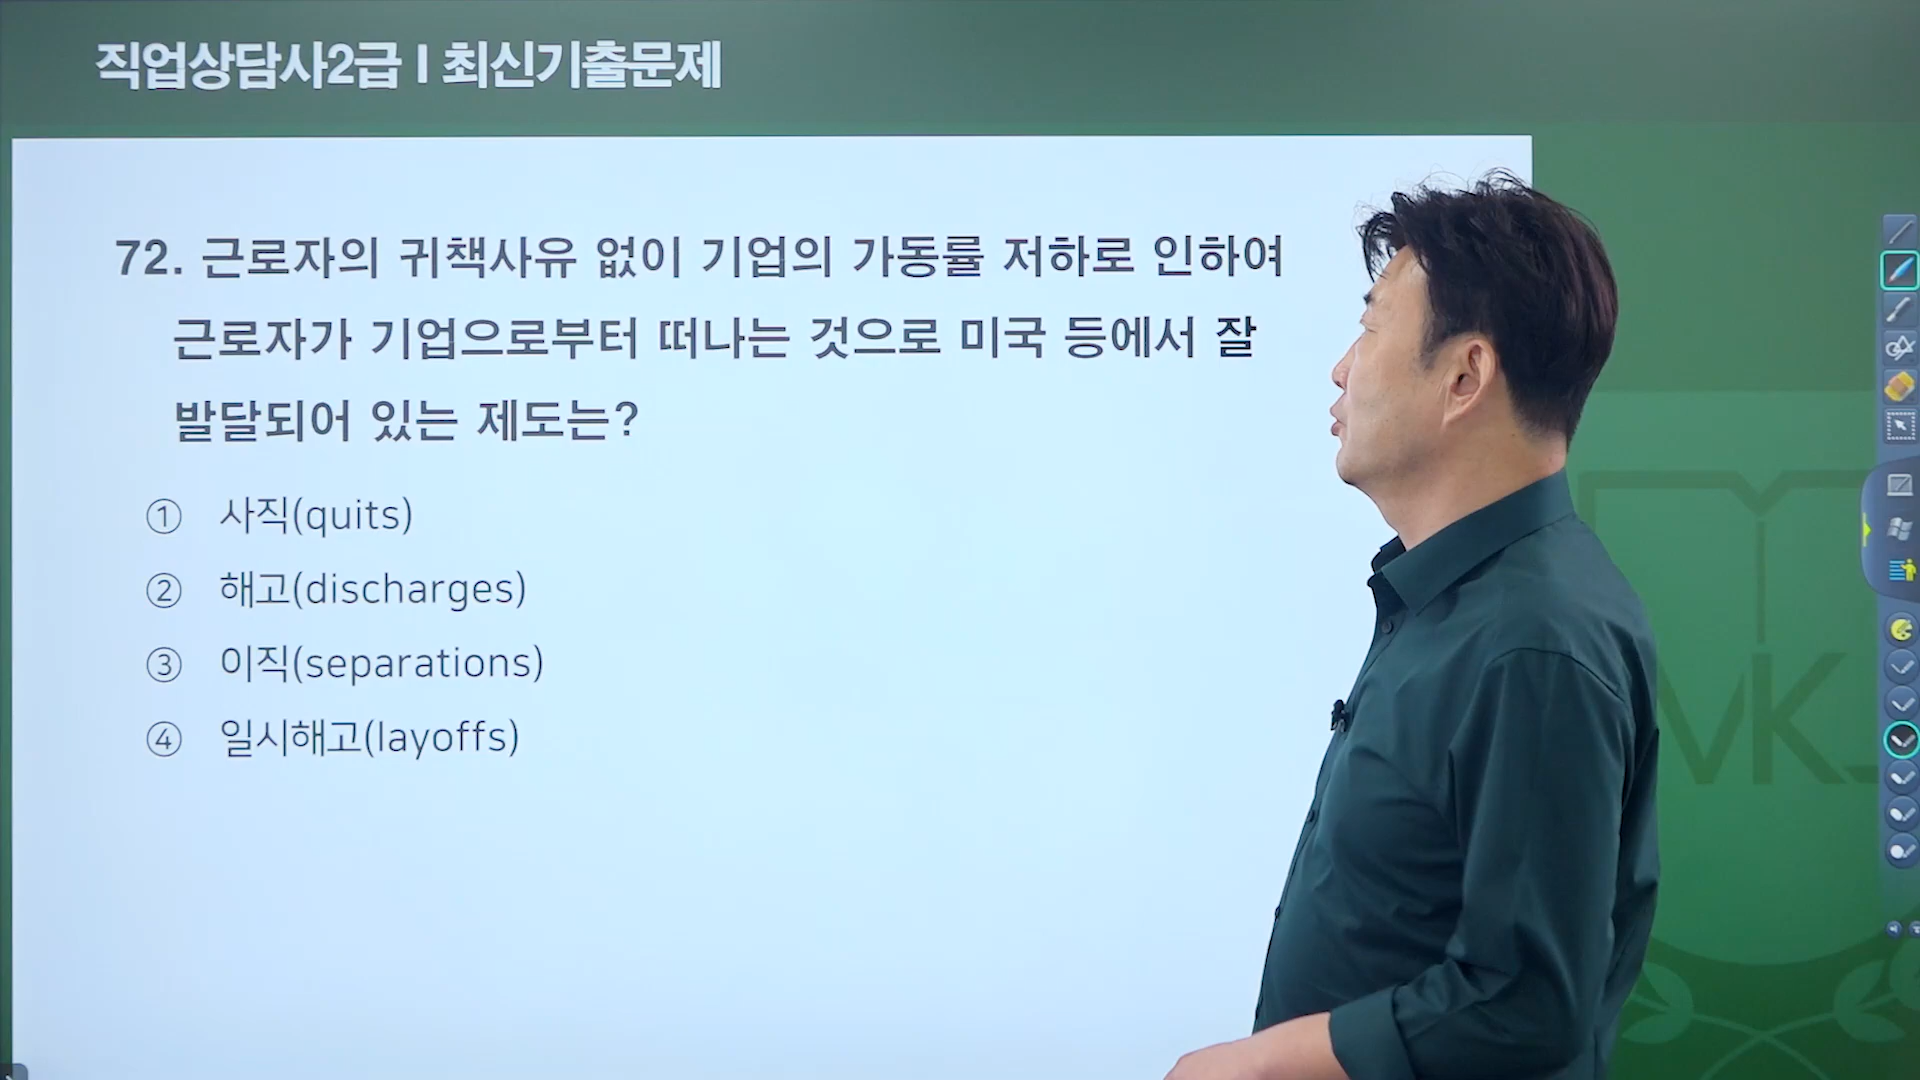 직업상담사2급 I 최신기출문제
72. 근로자의 귀책사유 없이 기업의 가동률 저하로 인하여
근로자가 기업으로부터 떠나는 것으로 미국 등에서 잘
발달되어 있는 제도는?
① 사직(quits)
② 해고(discharges)
③ 이직(separations)
④ 일시해고(layoffs)